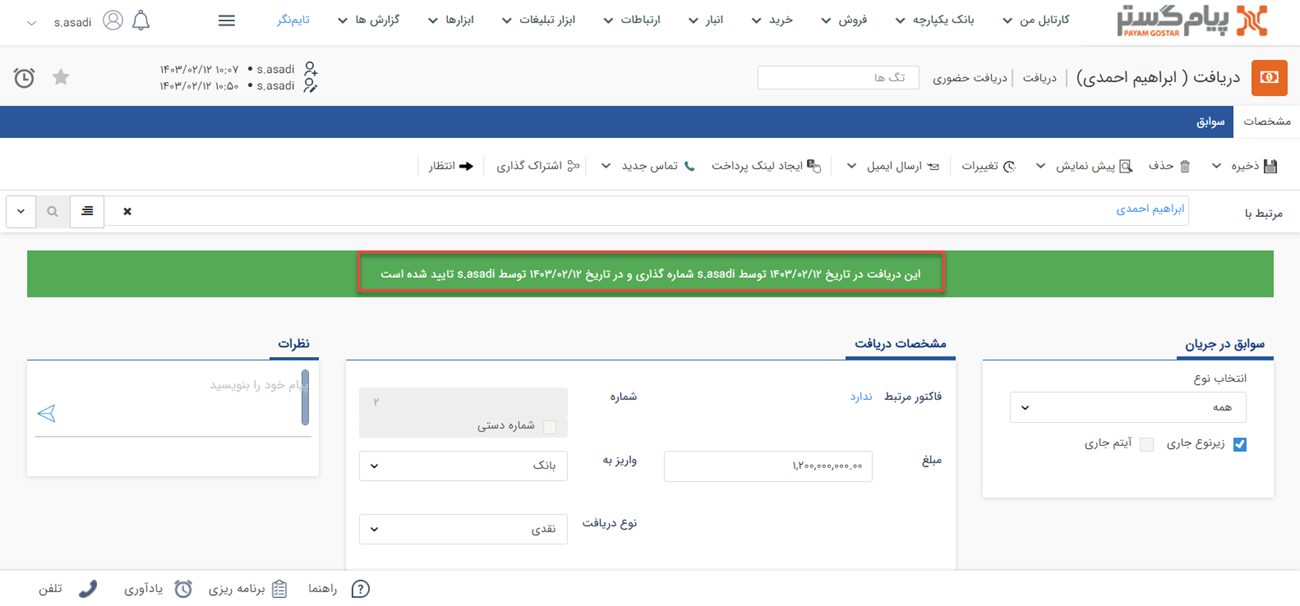 پیام‌گستر
PAYAM GOSTAR
کارتابل من
بانک یکپارچه
فروش
خرید
انبار
ارتباطات
ابزار تبلیغات
ابزارها
گزارش ها
تایم‌نگر
s.asadi
دریافت ( ابراهیم احمدی)
دریافت
دریافت حضوری
تگ ها
s,asadi • ۱۴۰۳/۰۲/۱۲ ۱۰:۰۷
s.asadi • ۱۴۰۳/۰۲/۱۲ ۱۰:۵۰
مشخصات
سوابق
ذخیره
حذف
پیش نمایش
تغییرات
ارسال ایمیل
ایجاد لینک پرداخت
تماس جدید
اشتراک گذاری
انتظار
مرتبط با
ابراهیم احمدی
این دریافت در تاریخ ۱۴۰۳/۰۲/۱۲ توسط s.asadi شماره گذاری و در تاریخ ۱۴۰۳/۰۲/۱۲ توسط s.asadi تایید شده است
سوابق در جریان
انتخاب نوع
همه
زیرنوع جاری
آیتم جاری
مشخصات دریافت
فاکتور مرتبط
ندارد
شماره
۲
شماره دستی
مبلغ
۱,۲۰۰,۰۰۰,۰۰۰.۰۰
واریز به
بانک
نوع دریافت
نقدی
نظرات
پیام خود را بنویسید
راهنما
برنامه ریزی
یادآوری
تلفن